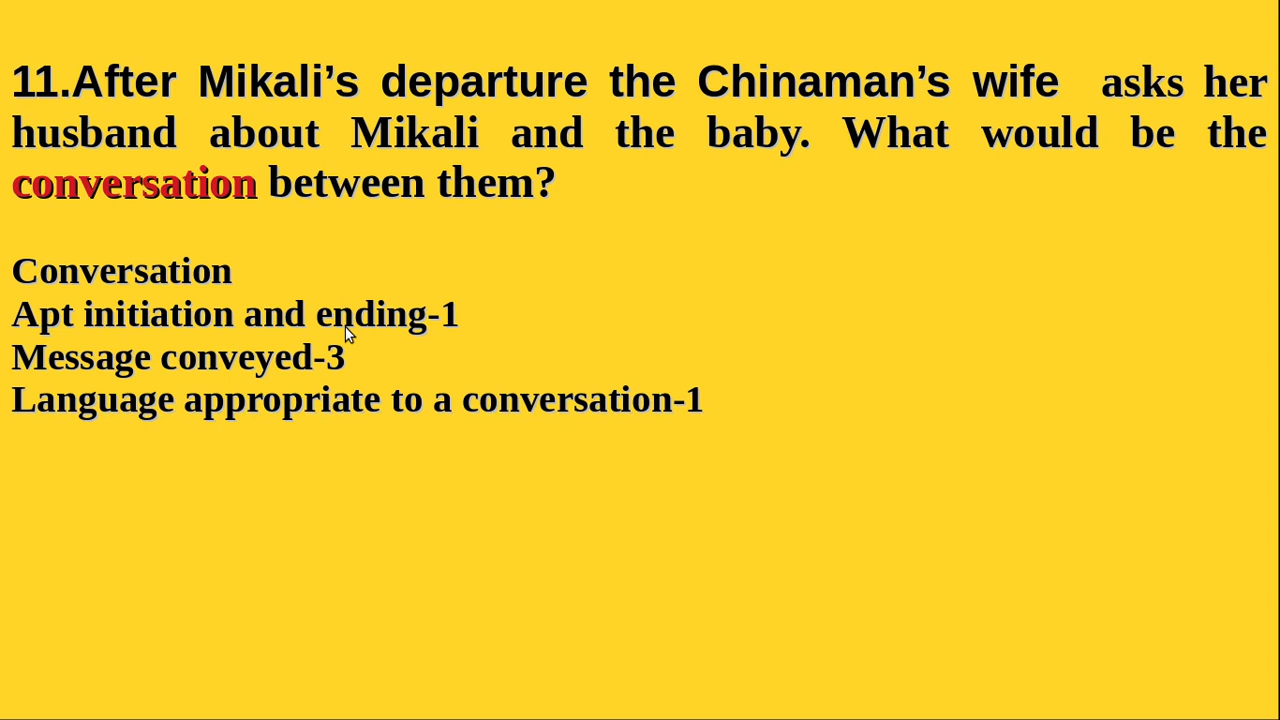 11.After Mikali’s departure the Chinaman’s wife asks her
husband about Mikali and the baby. What would be the
conversation between them?
Conversation
Apt initiation and ending-1
Message conveyed-3
Language appropriate to a conversation-1